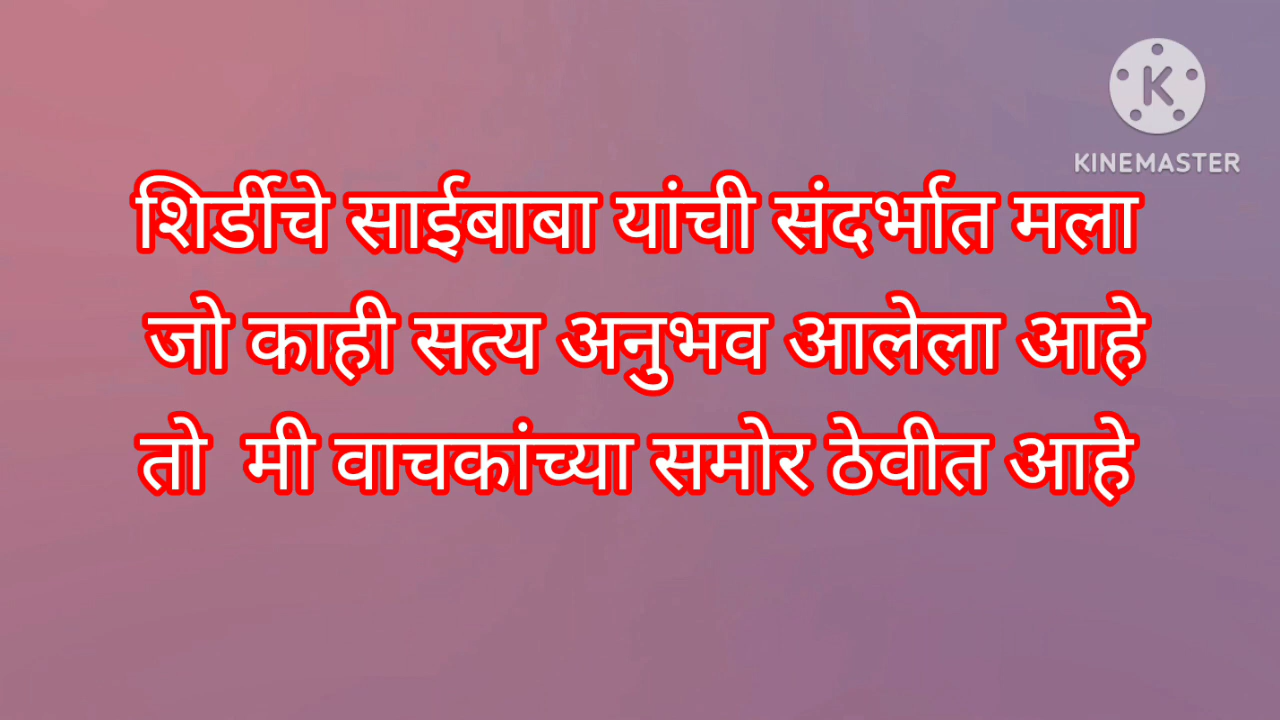 KINEMASTER
शिर्डीचे साईबाबा यांची संदर्भात मला
जो काही सत्य अनुभव आलेला आहे
तो मी वाचकांच्या समोर ठेवीत आहे